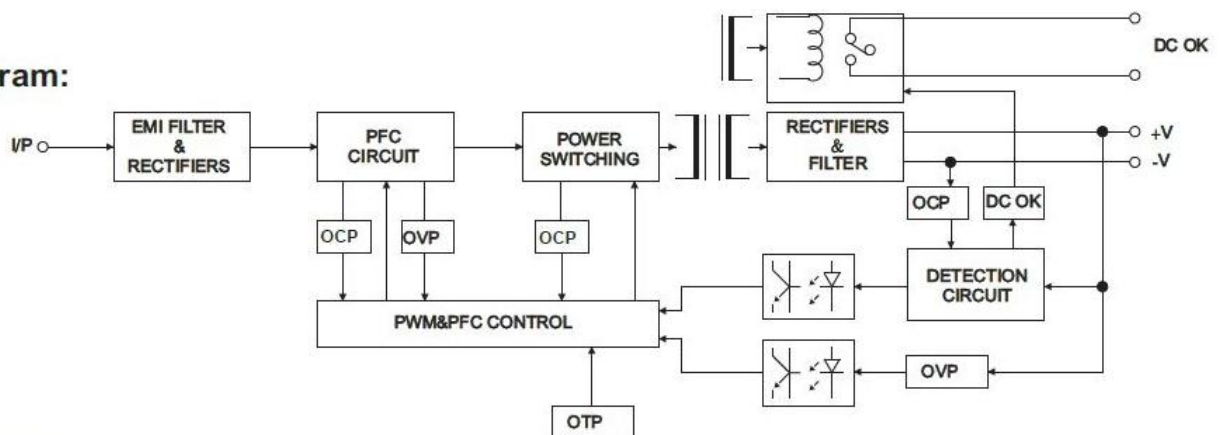 DC OK
ram:
I/P
EMI FILTER
&
RECTIFIERS
PFC
CIRCUIT
POWER
SWITCHING
RECTIFIERS
&
FILTER
+V
-V
OCP
OVP
OCP
OCP
DC OK
DETECTION
CIRCUIT
PWM&PFC CONTROL
OVP
OTP